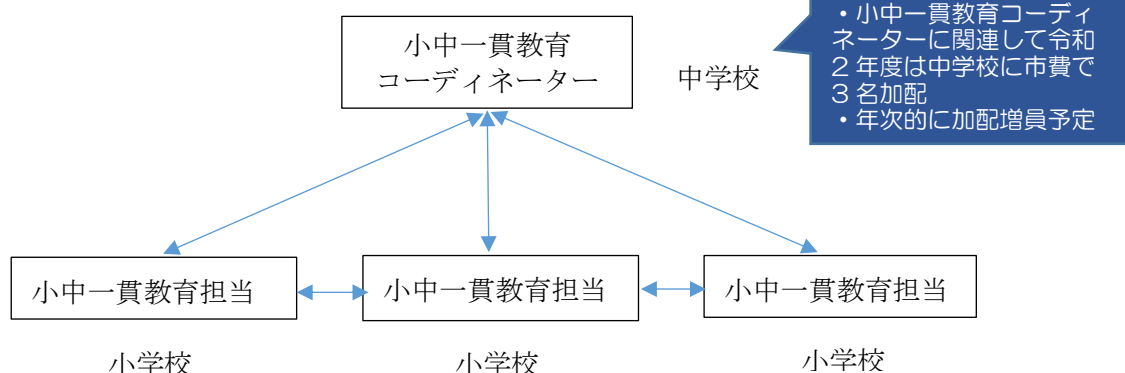 ・小中一貫教育コーディ
ネーターに関連して令和
２年度は中学校に市費で
３名加配
・年次的に加配増員予定
小中一貫教育
コーディネーター
中学校
小中一貫教育担当
小中一貫教育担当
小中一貫教育担当
小学校
小学校
小学校